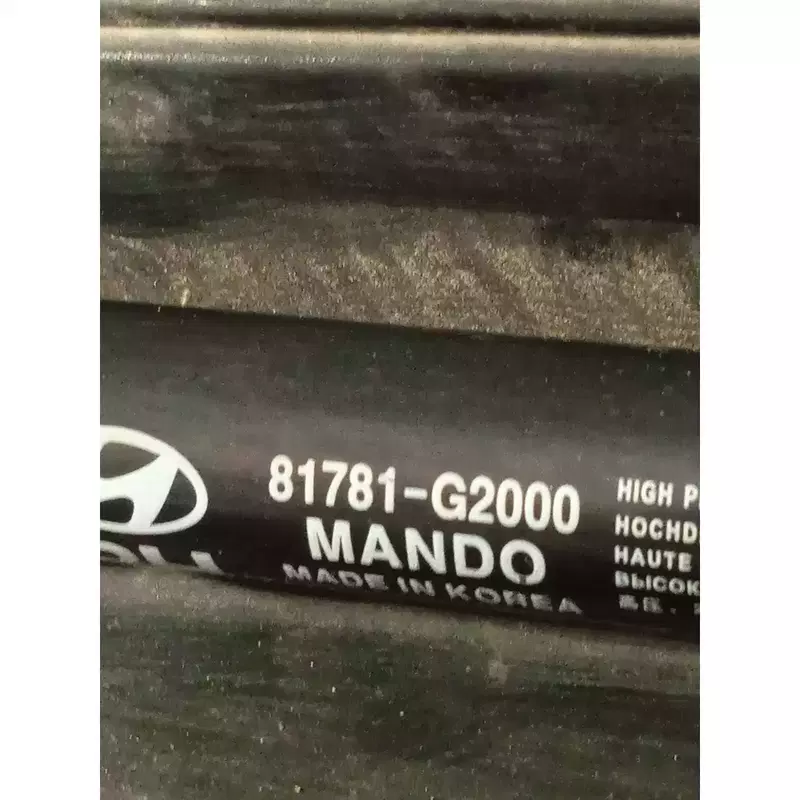 81781-G2000
MANDO
MADE IN KOREA
HIGH P
HOCHD
HAUTE
ВЫСОК